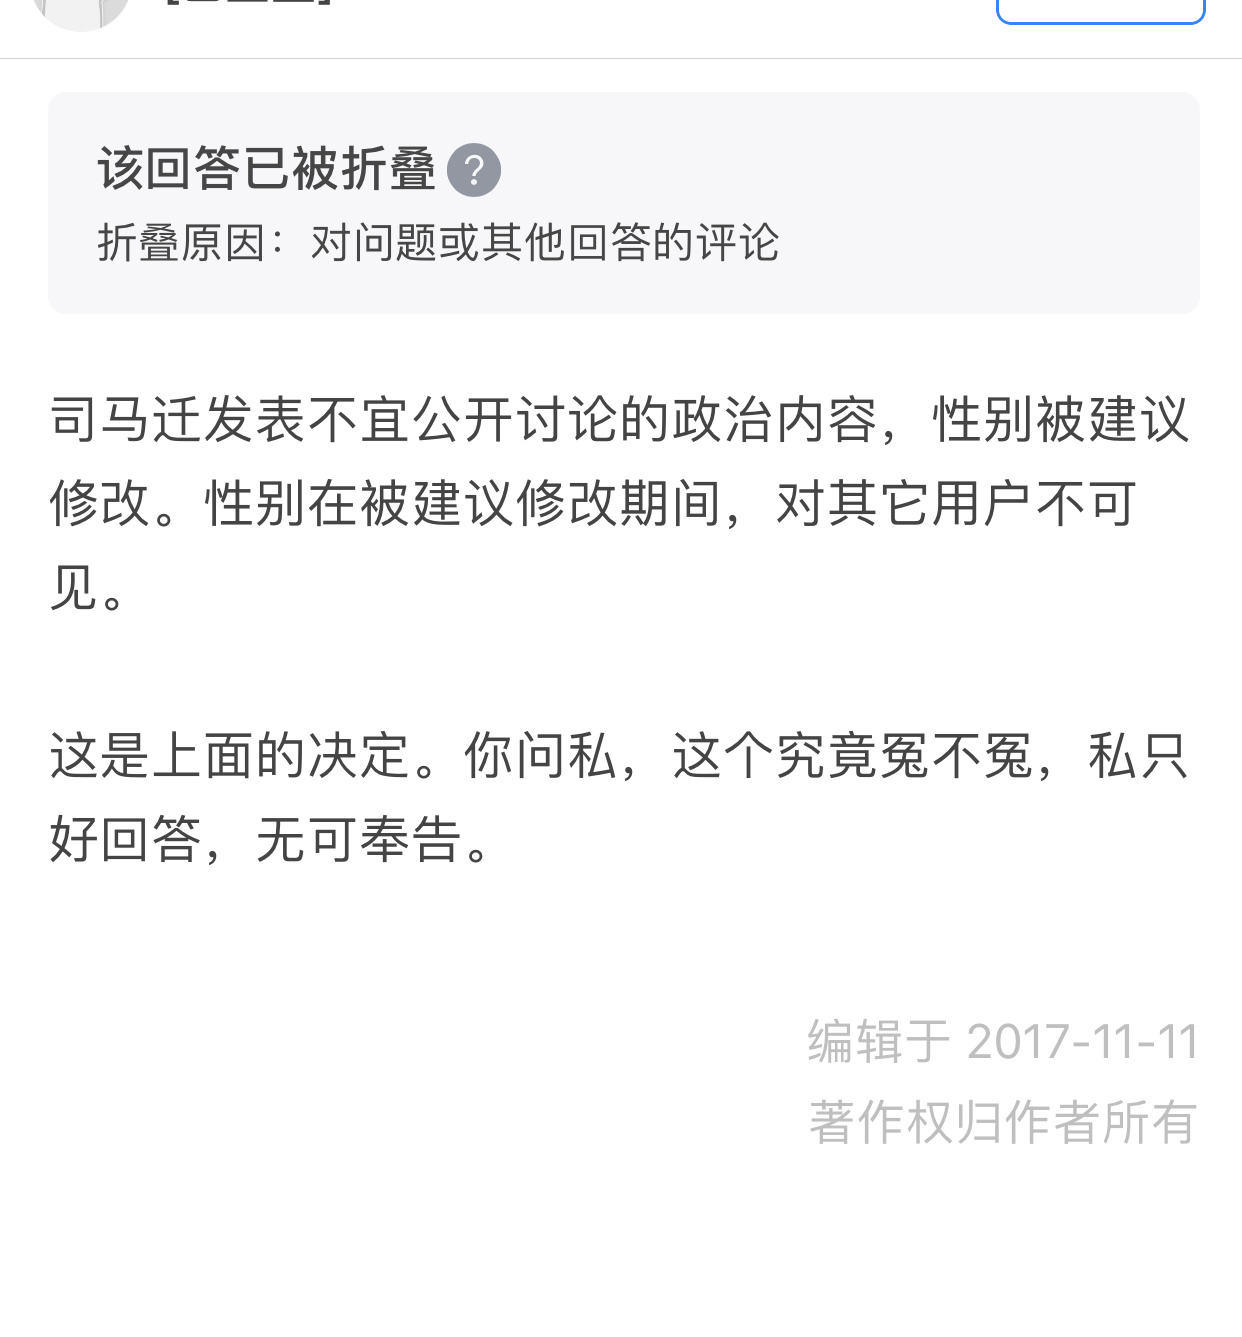 该回答已被折叠 ?
折叠原因：对问题或其他回答的评论
司马迁发表不宜公开讨论的政治内容，性别被建议
修改。性别在被建议修改期间，对其它用户不可
见。
这是上面的决定。你问私，这个究竟冤不冤，私只
好回答，无可奉告。
编辑于 2017-11-11
著作权归作者所有